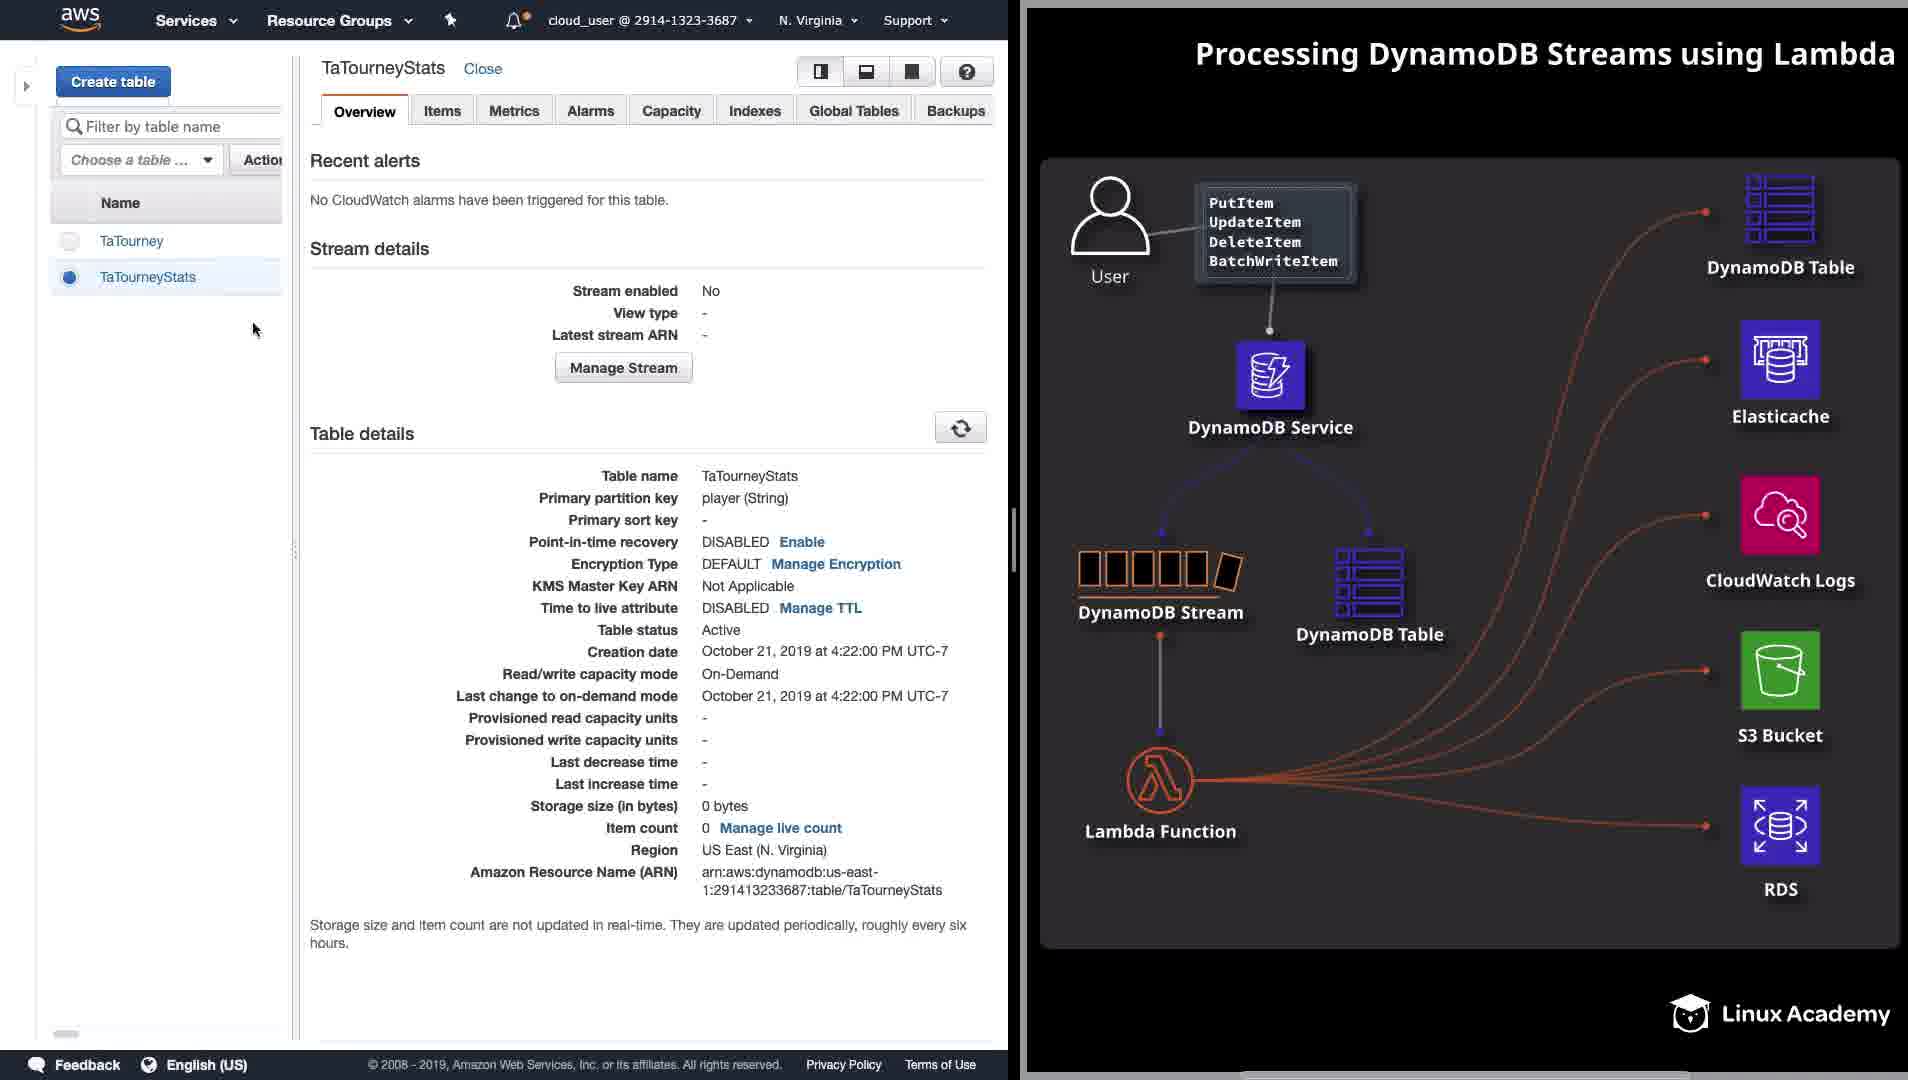 aws
Services
Resource Groups
cloud_user @ 2914-1323-3687
N. Virginia
Support
Create table
Filter by table name
Choose a table ...
Name
TaTourney
TaTourneyStats
TaTourneyStats
Close
Overview
Items
Metrics
Alarms
Capacity
Indexes
Global Tables
Backups
Recent alerts
No CloudWatch alarms have been triggered for this table.
Stream details
Stream enabled No
View type -
Latest stream ARN -
Manage Stream
Table details
Table name TaTourneyStats
Primary partition key player (String)
Primary sort key -
Point-in-time recovery DISABLED Enable
Encryption Type DEFAULT Manage Encryption
KMS Master Key ARN Not Applicable
Time to live attribute DISABLED Manage TTL
Table status Active
Creation date October 21, 2019 at 4:22:00 PM UTC-7
Read/write capacity mode On-Demand
Last change to on-demand mode October 21, 2019 at 4:22:00 PM UTC-7
Provisioned read capacity units -
Provisioned write capacity units -
Last decrease time -
Last increase time -
Storage size (in bytes) 0 bytes
Item count 0 Manage live count
Region US East (N. Virginia)
Amazon Resource Name (ARN) arn:aws:dynamodb:us-east-
1:291413233687:table/TaTourneyStats
Storage size and item count are not updated in real-time. They are updated periodically, roughly every six
hours.
Feedback
English (US)
© 2008 - 2019, Amazon Web Services, Inc. or its affiliates. All rights reserved.
Privacy Policy
Terms of Use
Processing DynamoDB Streams using Lambda
User
PutItem
UpdateItem
DeleteItem
BatchWriteItem
DynamoDB Service
DynamoDB Stream
DynamoDB Table
Lambda Function
DynamoDB Table
Elasticache
CloudWatch Logs
S3 Bucket
RDS
Linux Academy